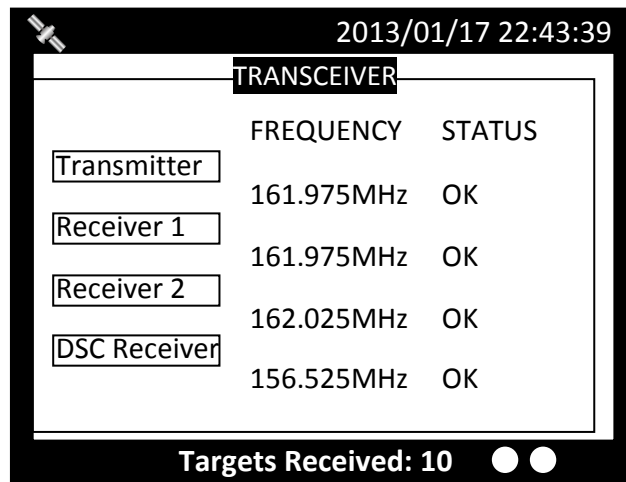 2013/01/17 22:43:39
TRANSCEIVER
FREQUENCY STATUS
Transmitter
161.975MHz OK
Receiver 1
161.975MHz OK
Receiver 2
162.025MHz OK
DSC Receiver
156.525MHz OK
Targets Received: 10